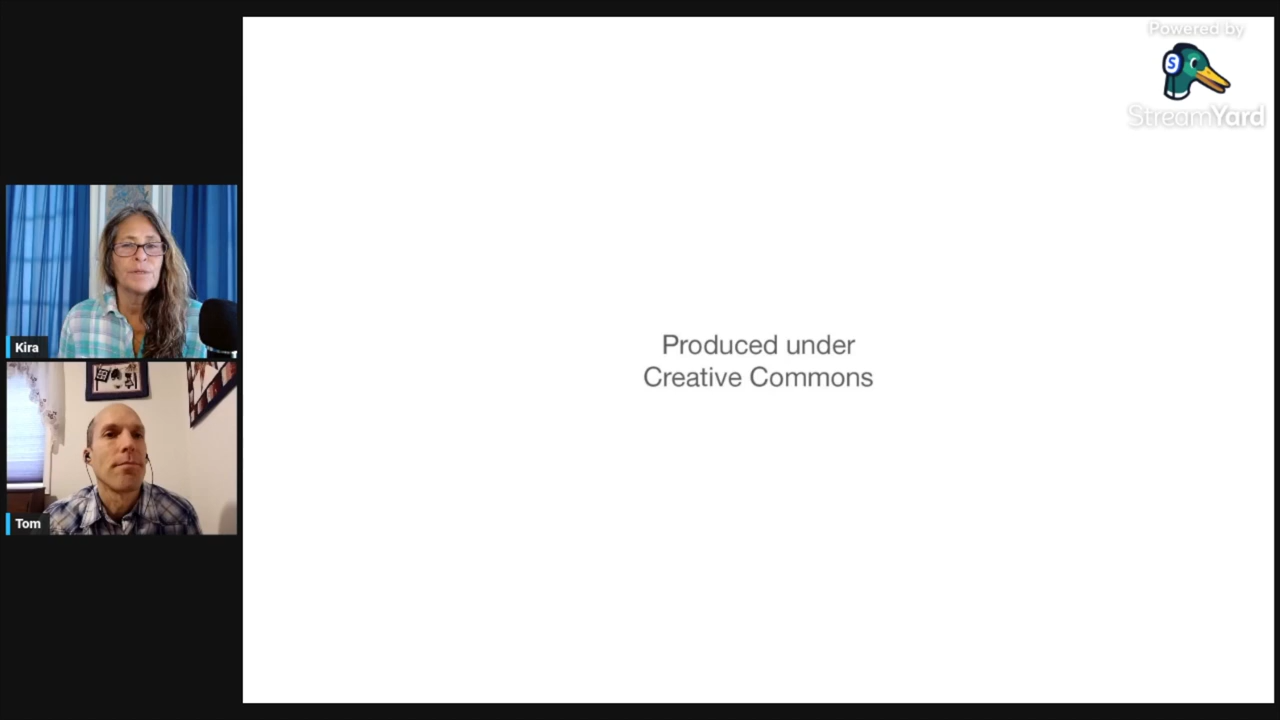 Powered by
S
StreamYard
Kira
Produced under
Creative Commons
Tom